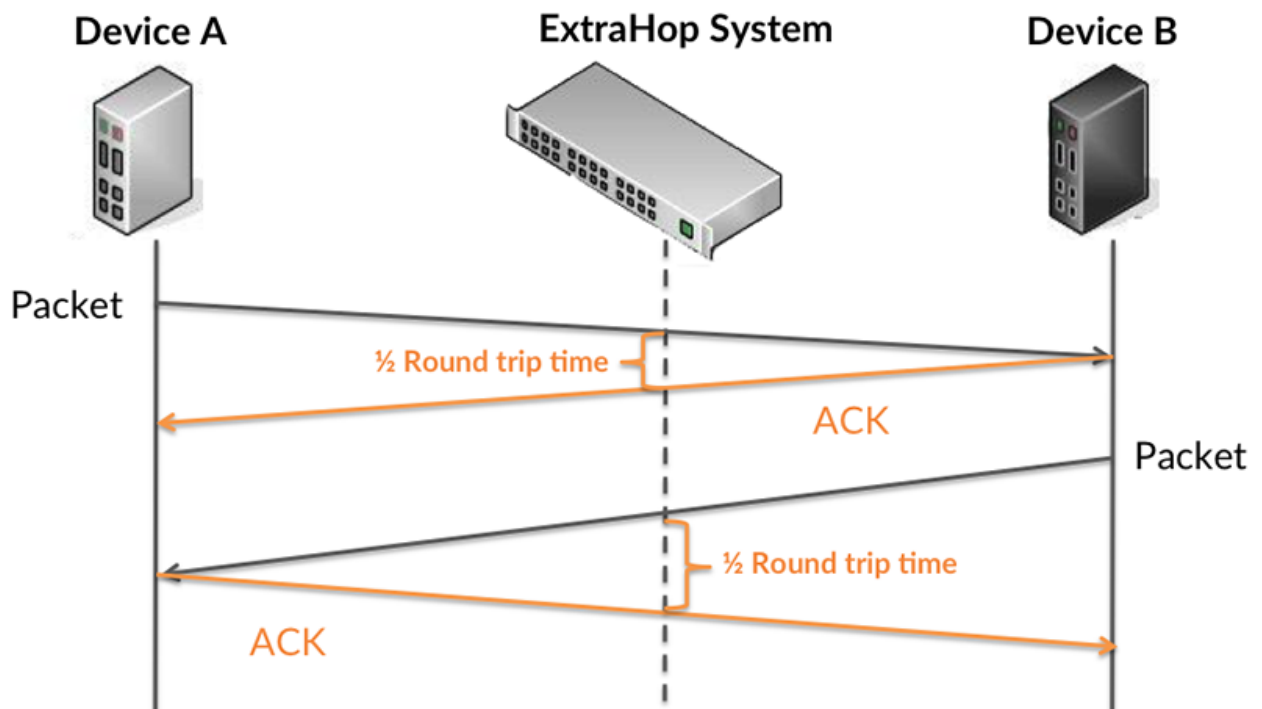 Device A
ExtraHop System
Device B
Packet
½ Round trip time
ACK
Packet
½ Round trip time
ACK